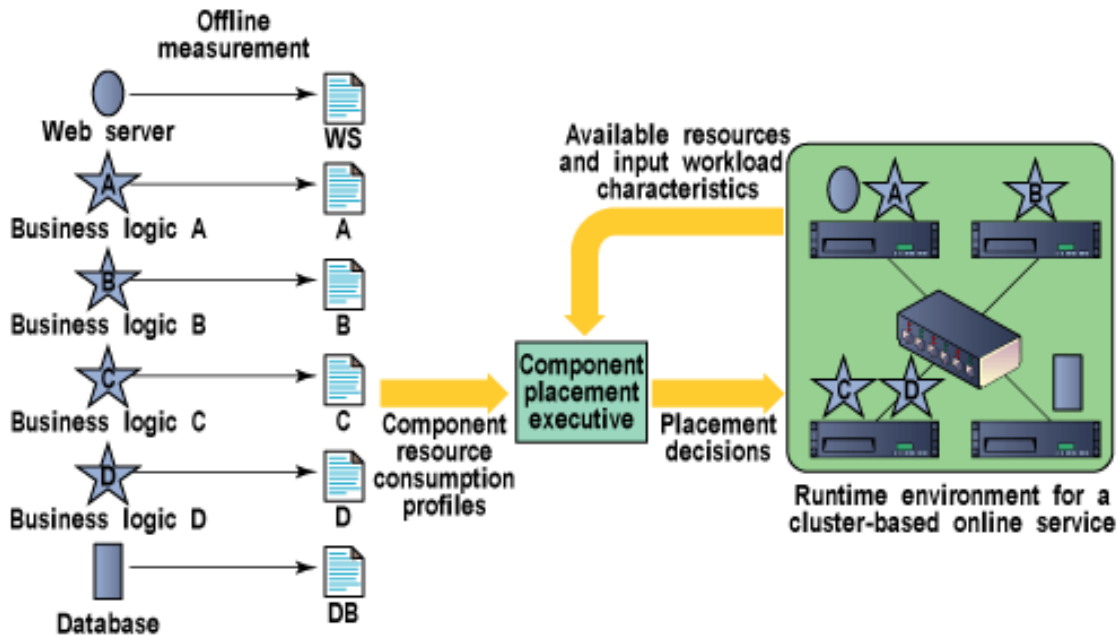 Offline
measurement
Web server
WS
A
Business logic A
A
B
Business logic B
B
C
Business logic C
C
D
Business logic D
D
Database
DB
Component
resource
consumption
profiles
Available resources
and input workload
characteristics
Component
placement
executive
Placement
decisions
A
B
C
D
Runtime environment for a
cluster-based online service